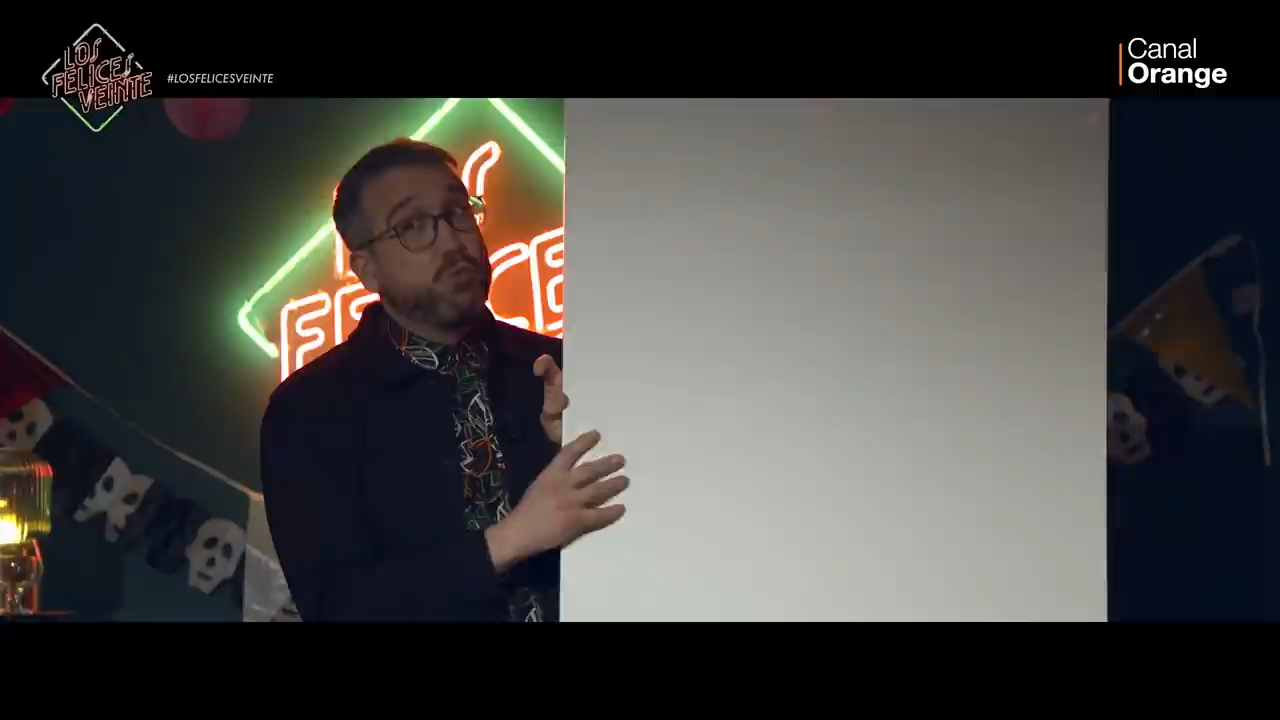 LOS
FELICES
VEINTE
#LOSFELICESVEINTE
Canal
Orange